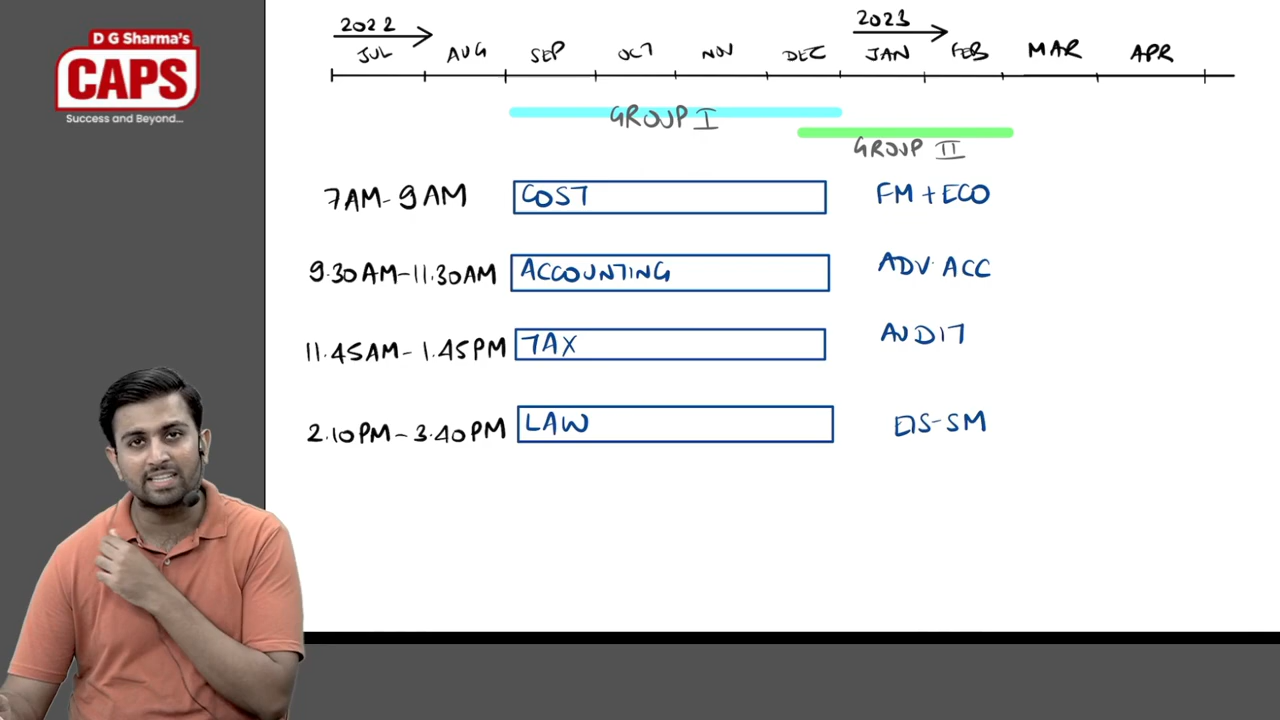 D G Sharma's
CAPS
Success and Beyond...
2022
2023
JUL AUG SEP OCT NOV DEC JAN FEB MAR APR
GROUP I
GROUP II
7AM-9AM COST FM+ECO
9.30AM-11.30AM ACCOUNTING ADV. ACC
11.45AM-1.45PM TAX AUDIT
2.10PM-3.40PM LAW EIS-SM